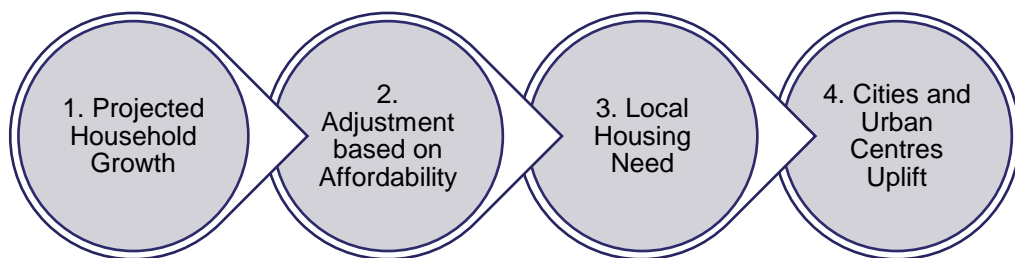 1. Projected
Household
Growth
2.
Adjustment
based on
Affordability
3. Local
Housing
Need
4. Cities and
Urban
Centres
Uplift